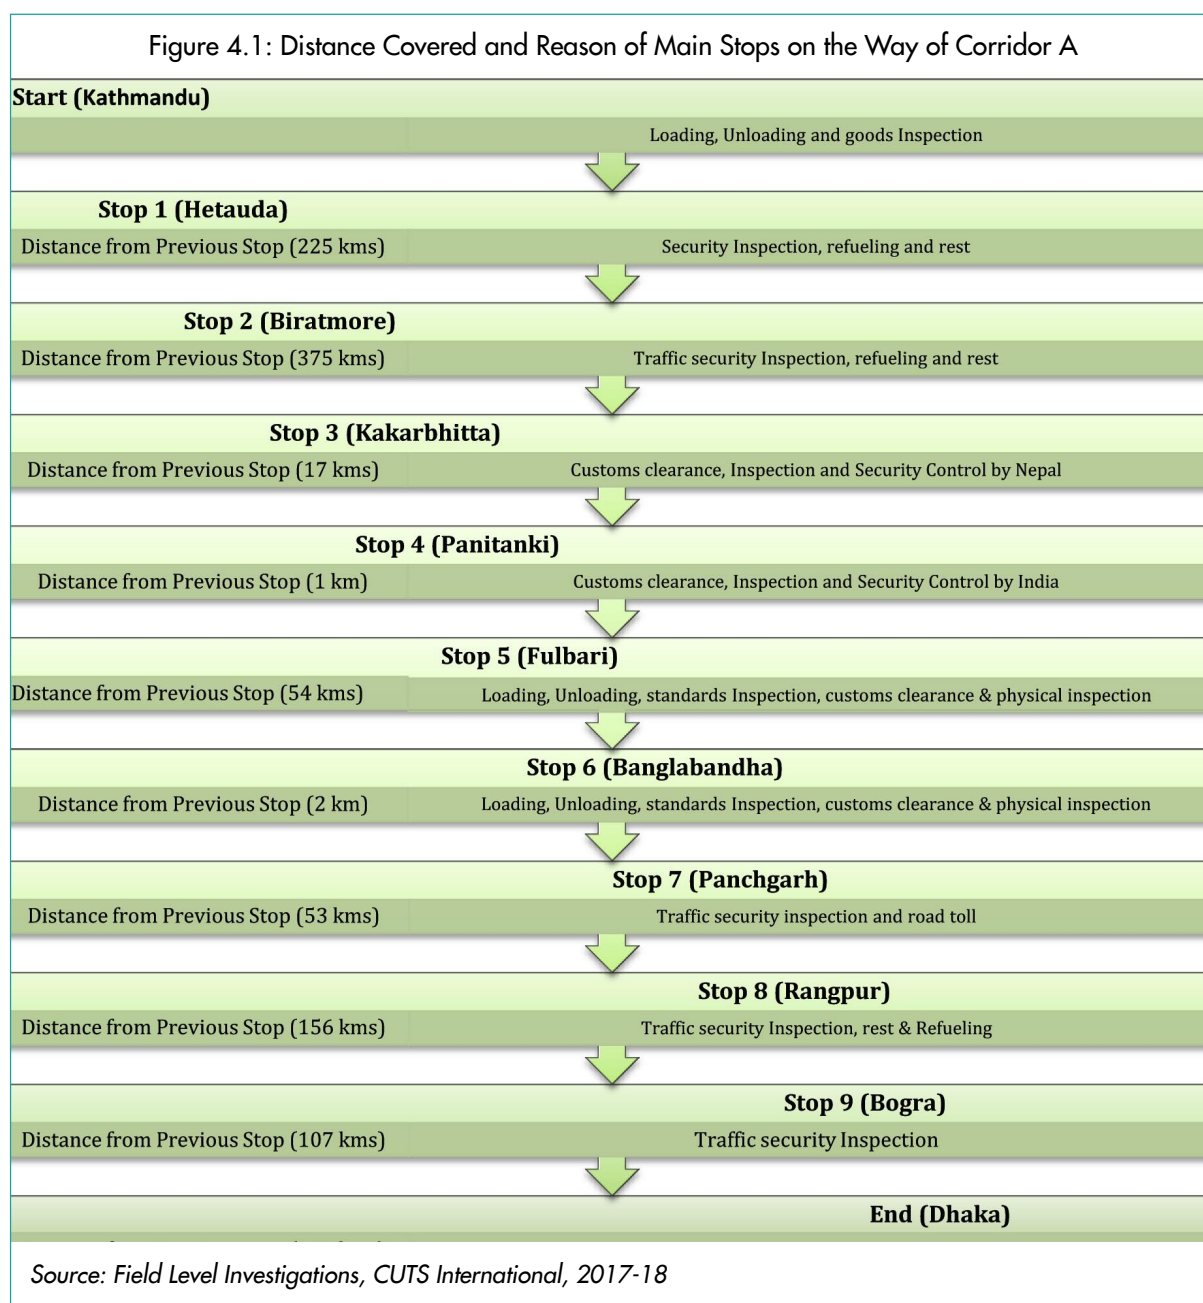 Figure 4.1: Distance Covered and Reason of Main Stops on the Way of Corridor A
Start (Kathmandu)
Loading, Unloading and goods Inspection
Stop 1 (Hetauda)
Distance from Previous Stop (225 kms) Security Inspection, refueling and rest
Stop 2 (Biratmore)
Distance from Previous Stop (375 kms) Traffic security Inspection, refueling and rest
Stop 3 (Kakarbhitta)
Distance from Previous Stop (17 kms) Customs clearance, Inspection and Security Control by Nepal
Stop 4 (Panitanki)
Distance from Previous Stop (1 km) Customs clearance, Inspection and Security Control by India
Stop 5 (Fulbari)
Distance from Previous Stop (54 kms) Loading, Unloading, standards Inspection, customs clearance & physical inspection
Stop 6 (Banglabandha)
Distance from Previous Stop (2 km) Loading, Unloading, standards Inspection, customs clearance & physical inspection
Stop 7 (Panchgarh)
Distance from Previous Stop (53 kms) Traffic security inspection and road toll
Stop 8 (Rangpur)
Distance from Previous Stop (156 kms) Traffic security Inspection, rest & Refueling
Stop 9 (Bogra)
Distance from Previous Stop (107 kms) Traffic security Inspection
End (Dhaka)
Source: Field Level Investigations, CUTS International, 2017-18